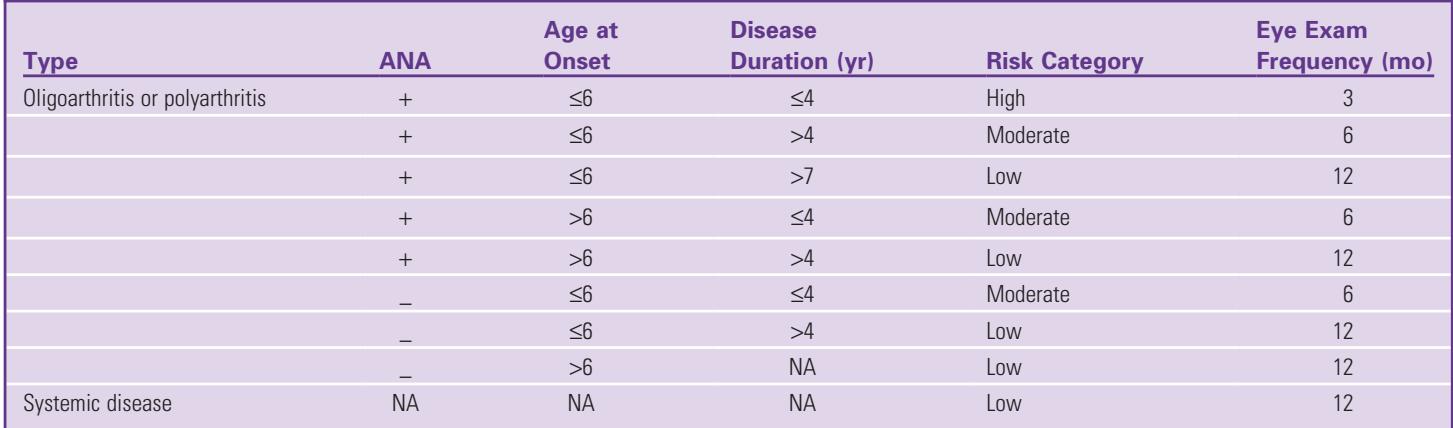 Type ANA Age at Onset Disease Duration (yr) Risk Category Eye Exam Frequency (mo)
Oligoarthritis or polyarthritis + ≤6 ≤4 High 3
+ ≤6 >4 Moderate 6
+ ≤6 >7 Low 12
+ >6 ≤4 Moderate 6
+ >6 >4 Low 12
– ≤6 ≤4 Moderate 6
– ≤6 >4 Low 12
– >6 NA Low 12
Systemic disease NA NA NA Low 12